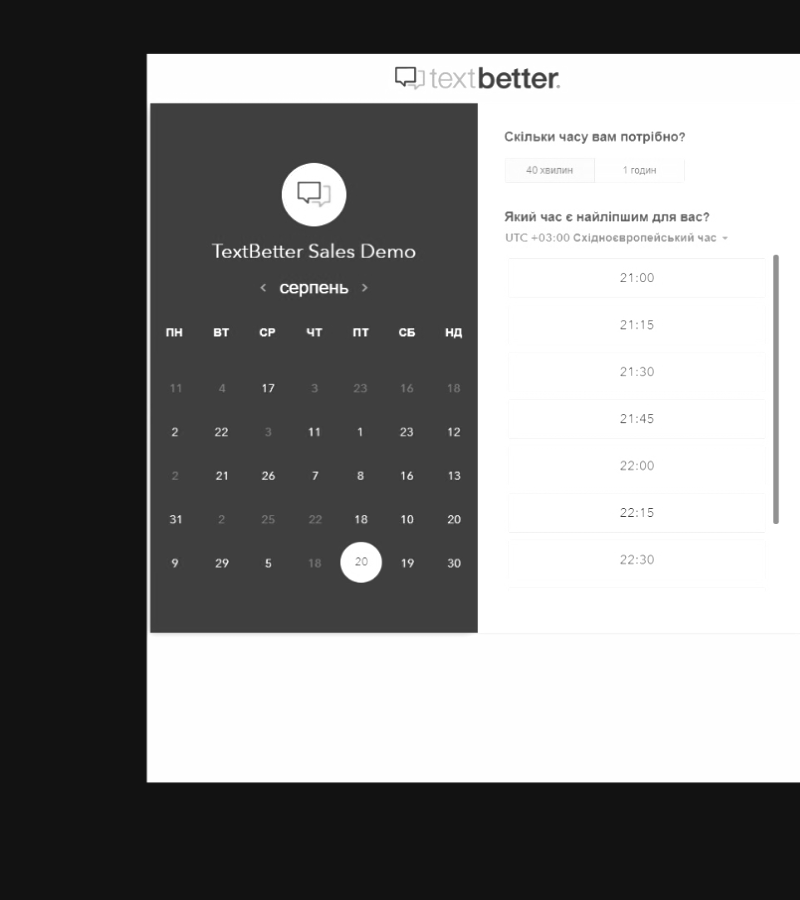 textbetter.
TextBetter Sales Demo
< серпень >
ПН ВТ СР ЧТ ПТ СБ НД
11 4 17 3 23 16 18
2 22 3 11 1 23 12
2 21 26 7 8 16 13
31 2 25 22 18 10 20
9 29 5 18 20 19 30
Скільки часу вам потрібно?
40 хвилин 1 годин
Який час є найліпшим для вас?
UTC +03:00 Східноєвропейський час
21:00
21:15
21:30
21:45
22:00
22:15
22:30